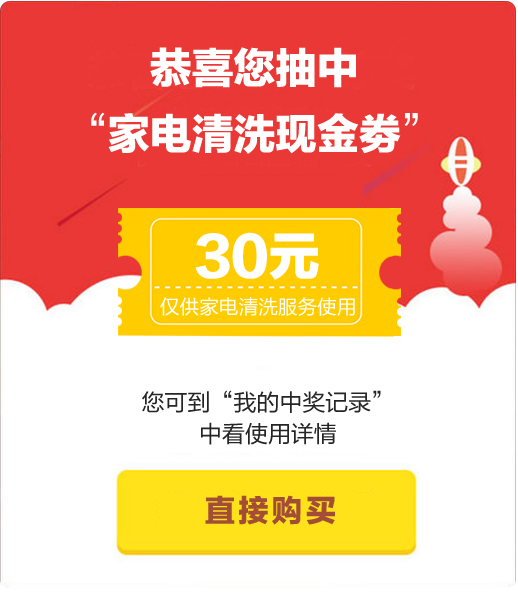 恭喜您抽中
“家电清洗现金券”
30元
仅供家电清洗服务使用
您可到“我的中奖记录”
中看使用详情
直接购买